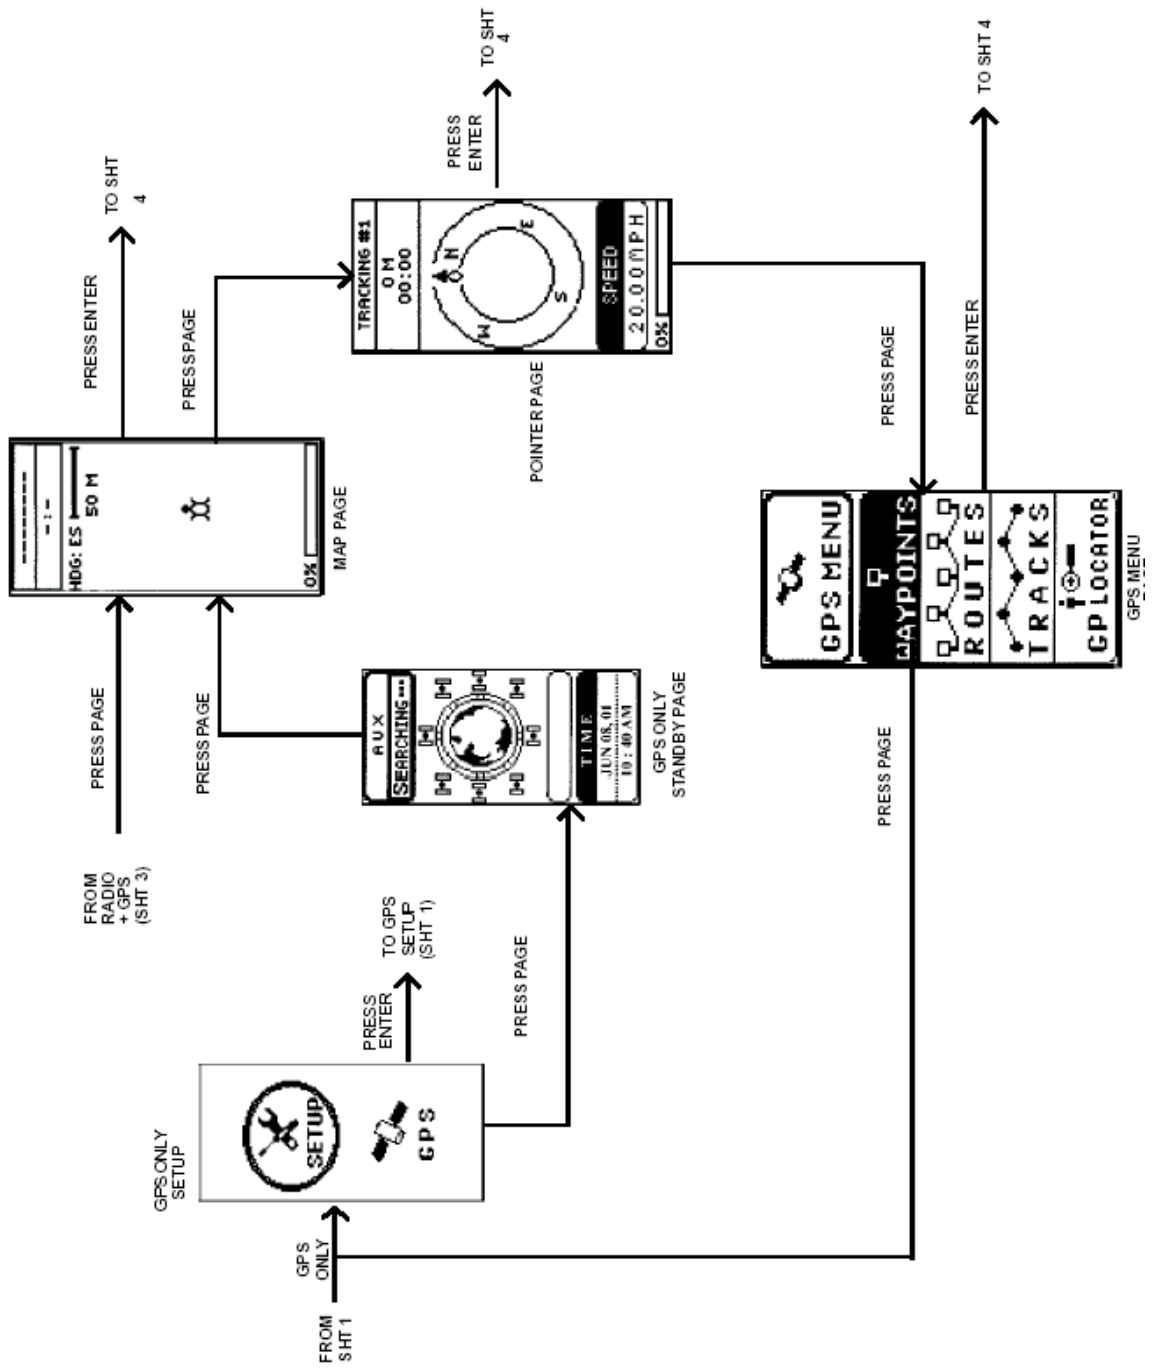 FROM
SHT 1
GPS
ONLY
GPS ONLY
SETUP
SETUP
GPS
PRESS
ENTER
TO GPS
SETUP
(SHT 1)
PRESS PAGE
FROM
RADIO
+ GPS
(SHT 3)
PRESS PAGE
PRESS PAGE
AUX
SEARCHING---
TIME
JUN 08, 01
10 : 40 AM
GPS ONLY
STANDBY PAGE
--------
- : -
HDG: ES
50 M
0%
MAP PAGE
PRESS ENTER
TO SHT
4
PRESS PAGE
TRACKING #1
0 M
00:00
N
E
S
W
SPEED
20.00MPH
0%
POINTER PAGE
PRESS
ENTER
TO SHT
4
PRESS PAGE
GPS MENU
WAYPOINTS
ROUTES
TRACKS
GP LOCATOR
GPS MENU
PRESS ENTER
TO SHT 4
PRESS PAGE